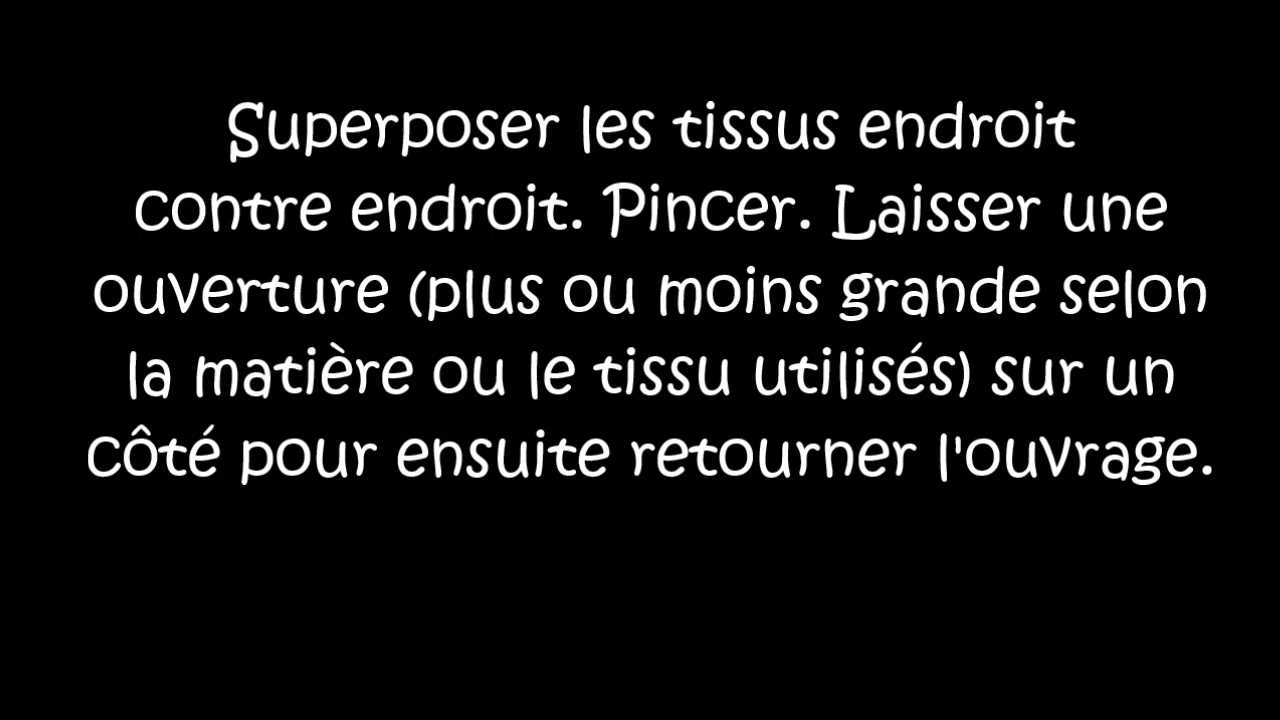 Superposer les tissus endroit
contre endroit. Pincer. Laisser une
ouverture (plus ou moins grande selon
la matière ou le tissu utilisés) sur un
côté pour ensuite retourner l'ouvrage.